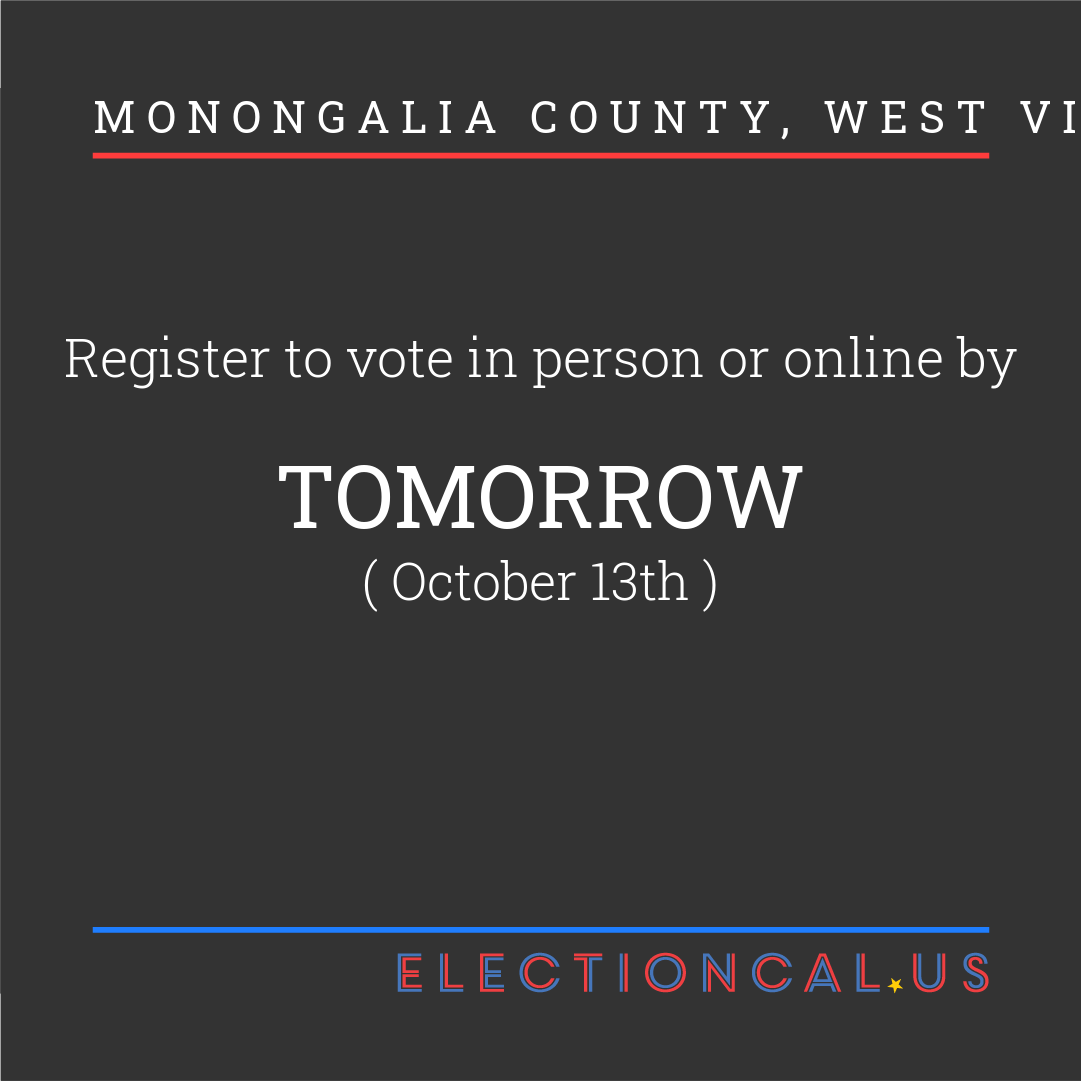 MONONGALIA COUNTY, WEST VI
Register to vote in person or online by
TOMORROW
( October 13th )
ELECTIONCAL.US